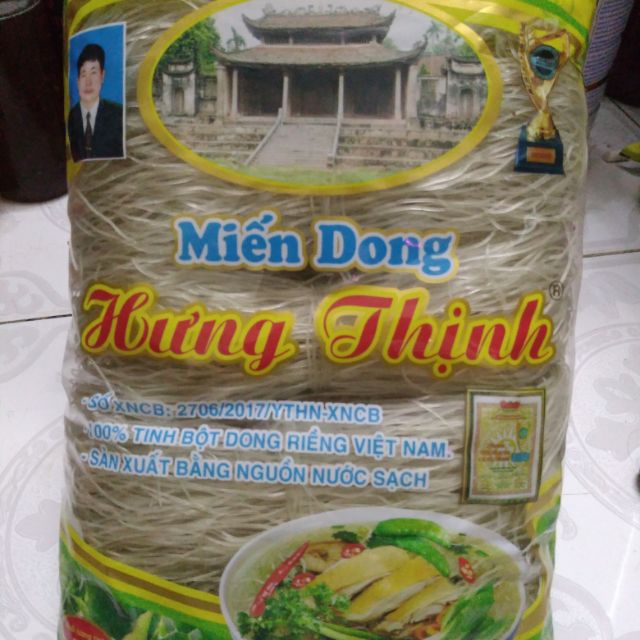 Miến Dong
Hưng Thịnh ®
- SỐ XNCB: 2706/2017/YTHN-XNCB
- 100% TINH BỘT DONG RIỀNG VIỆT NAM.
- SẢN XUẤT BẰNG NGUỒN NƯỚC SẠCH